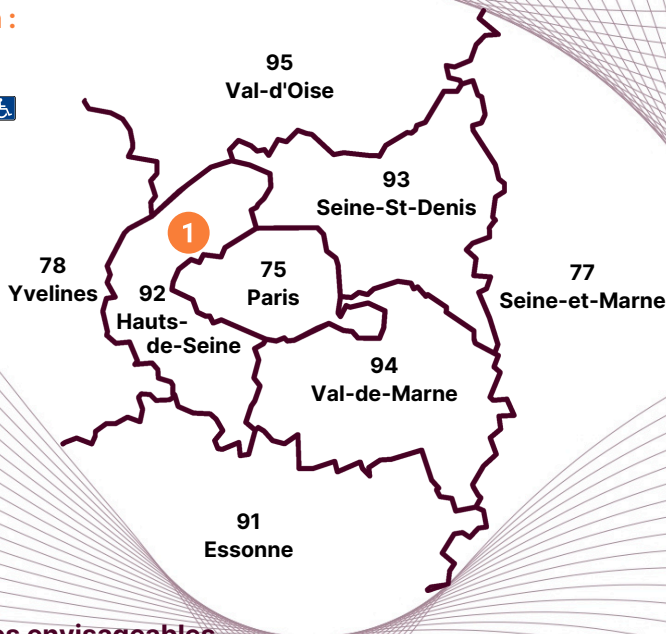 :
95
Val-d'Oise
93
Seine-St-Denis
1
78
Yvelines
92
Hauts-
de-Seine
75
Paris
77
Seine-et-Marne
94
Val-de-Marne
91
Essonne
envisageables